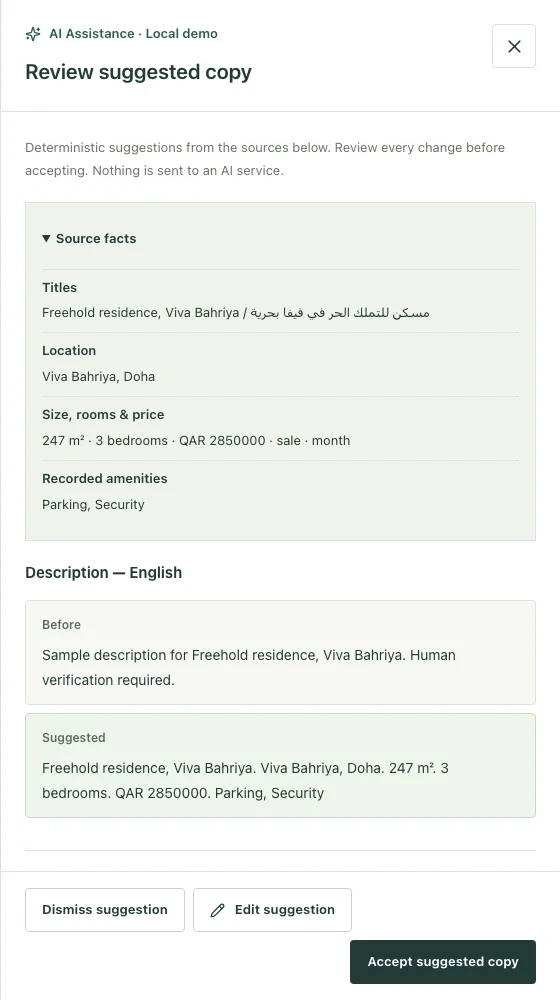 AI Assistance · Local demo
Review suggested copy
Deterministic suggestions from the sources below. Review every change before
accepting. Nothing is sent to an AI service.
▼ Source facts
Titles
Freehold residence, Viva Bahriya / مسكن للتملك الحر في فيفا بحرية
Location
Viva Bahriya, Doha
Size, rooms & price
247 m² · 3 bedrooms · QAR 2850000 · sale · month
Recorded amenities
Parking, Security
Description — English
Before
Sample description for Freehold residence, Viva Bahriya. Human
verification required.
Suggested
Freehold residence, Viva Bahriya. Viva Bahriya, Doha. 247 m². 3
bedrooms. QAR 2850000. Parking, Security
Dismiss suggestion
Edit suggestion
Accept suggested copy